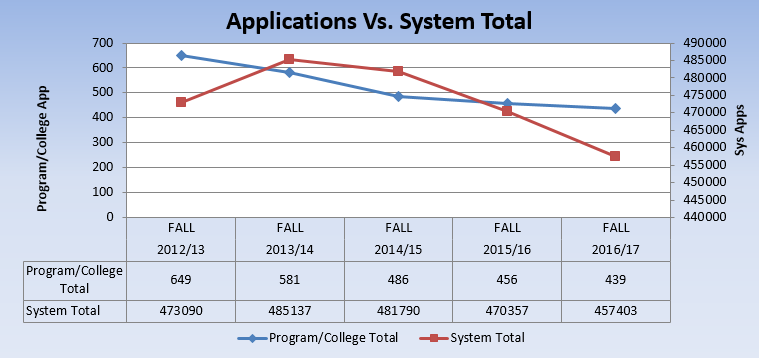 Applications Vs. System Total
Program/College App
700
600
500
400
300
200
100
0
490000
485000
480000
475000
470000
465000
460000
455000
450000
445000
440000
Sys Apps
FALL FALL FALL FALL FALL
2012/13 2013/14 2014/15 2015/16 2016/17
Program/College
Total 649 581 486 456 439
System Total 473090 485137 481790 470357 457403
Program/College Total System Total